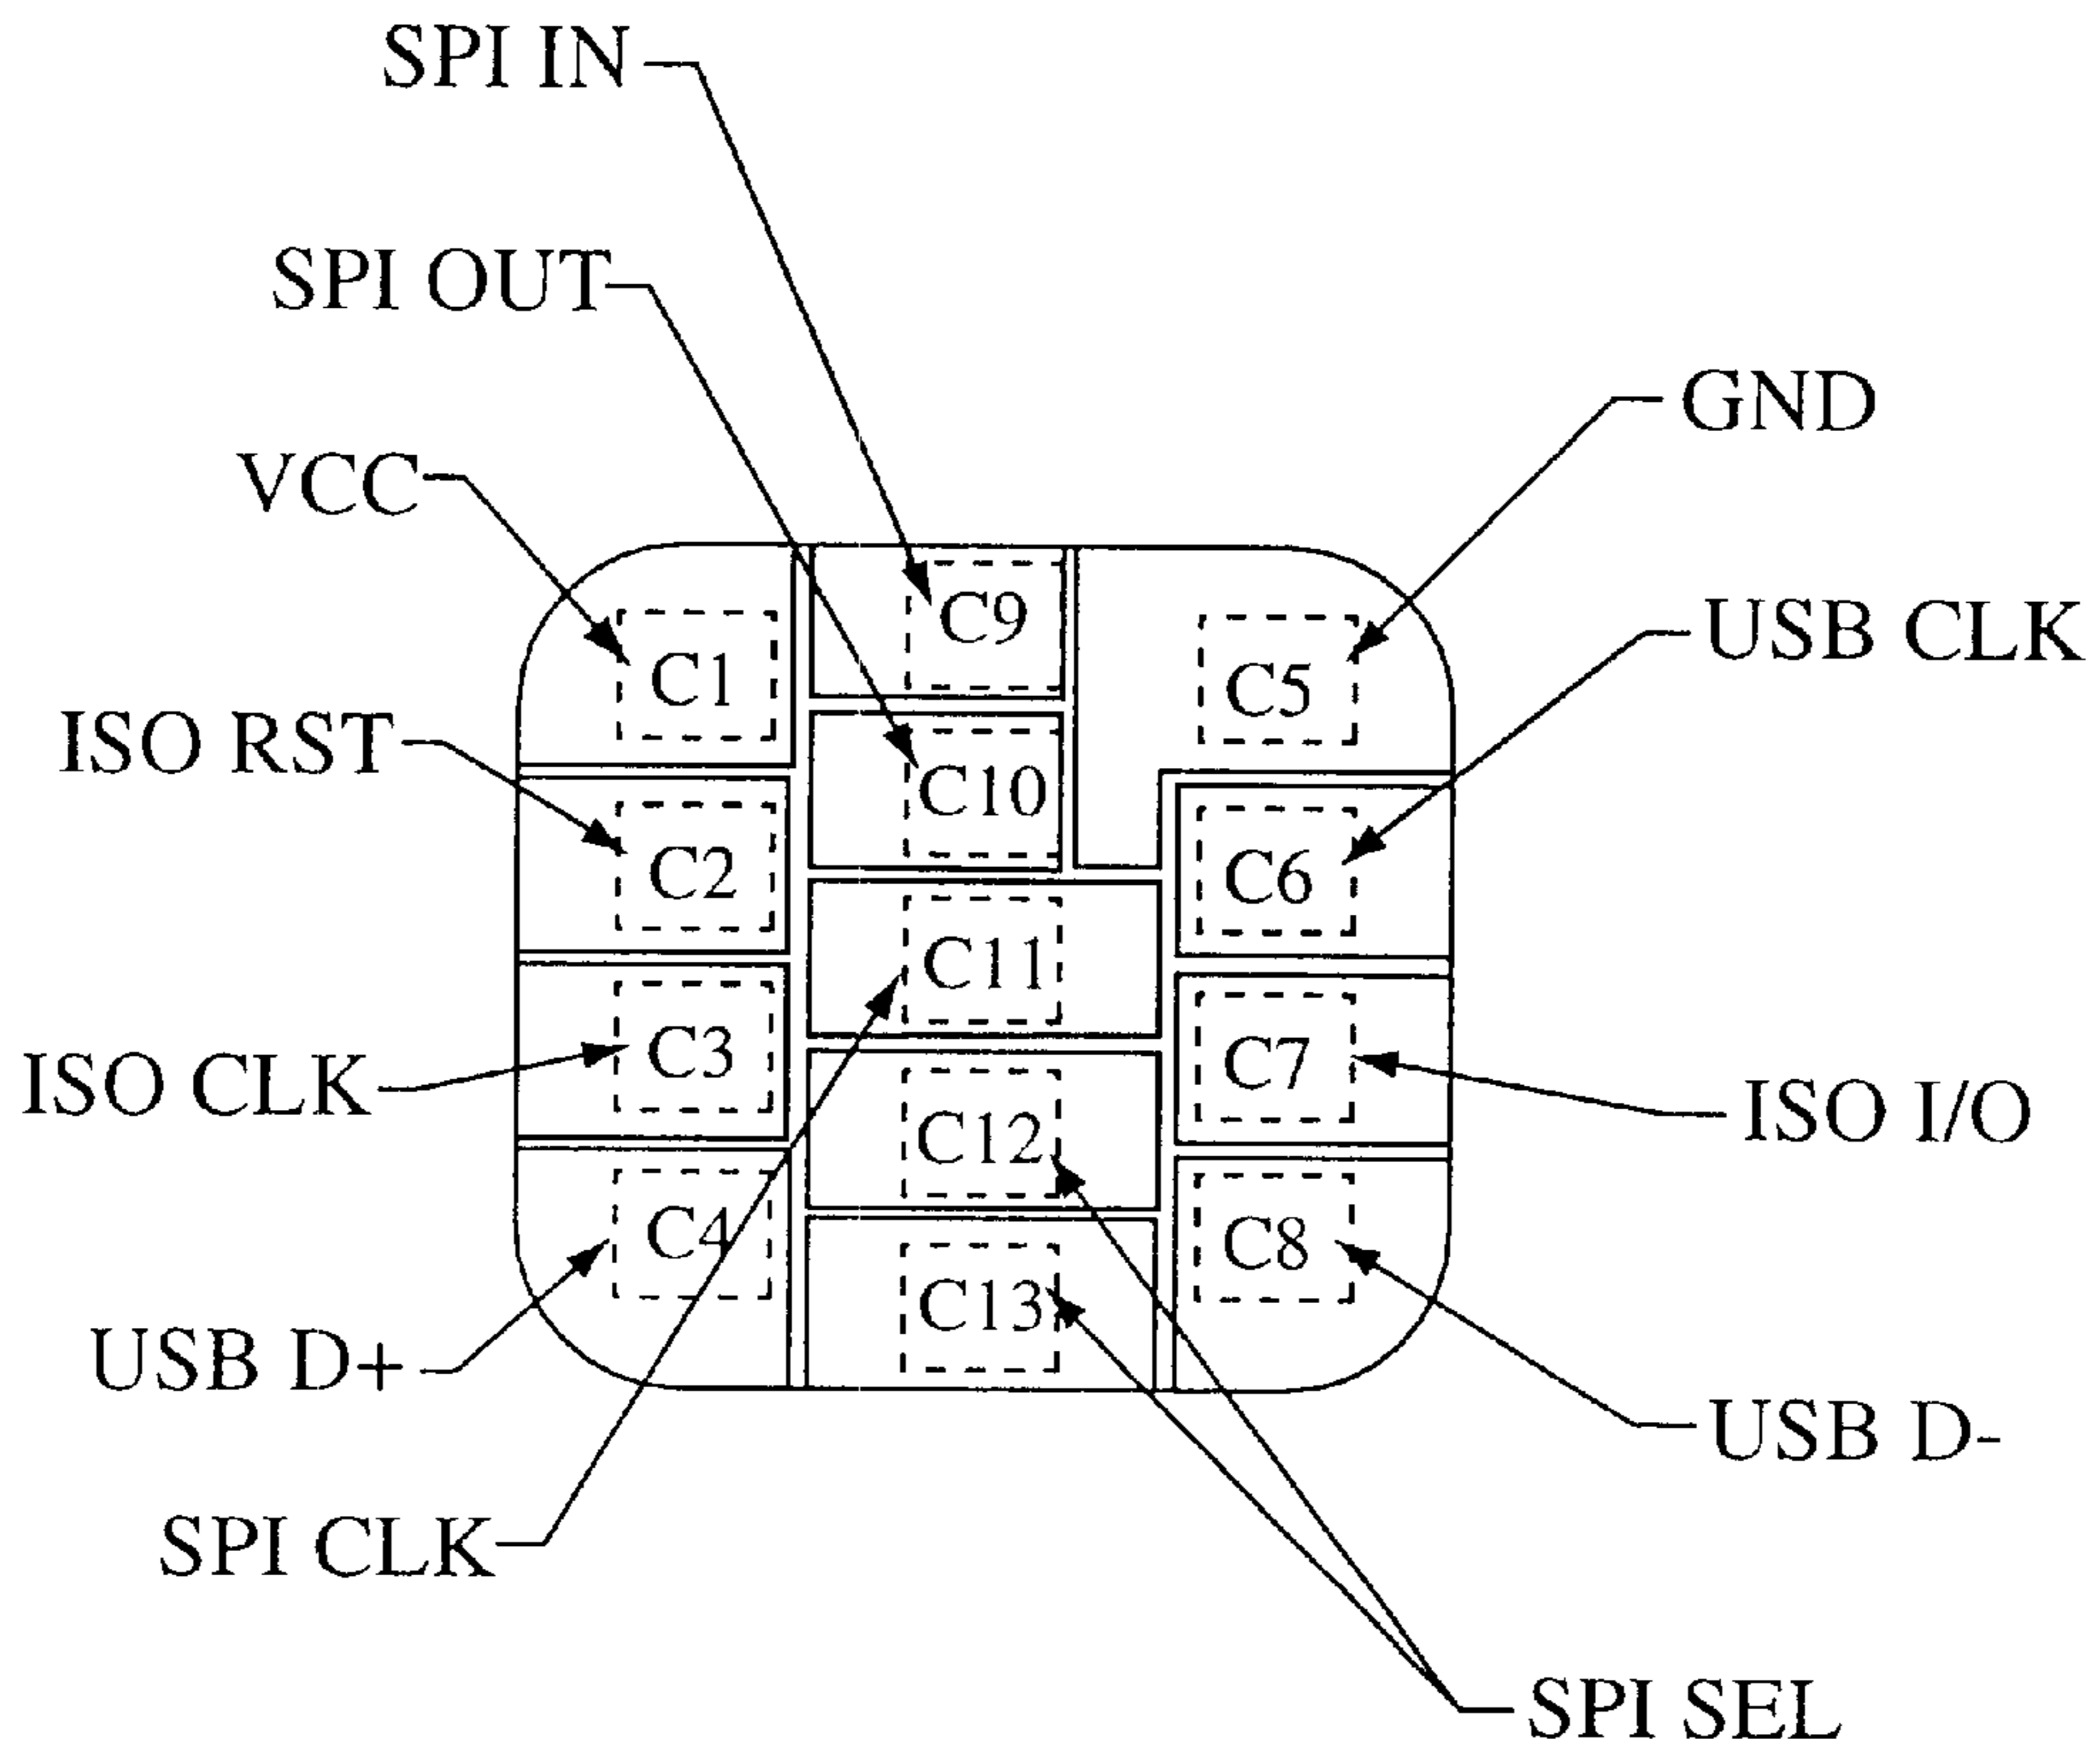 SPI IN
SPI OUT
GND
VCC
USB CLK
C9
C1
C5
ISO RST
C10
C2
C6
C11
C3
C7
ISO CLK
ISO I/O
C12
C4
C8
C13
USB D+
USB D-
SPI CLK
SPI SEL